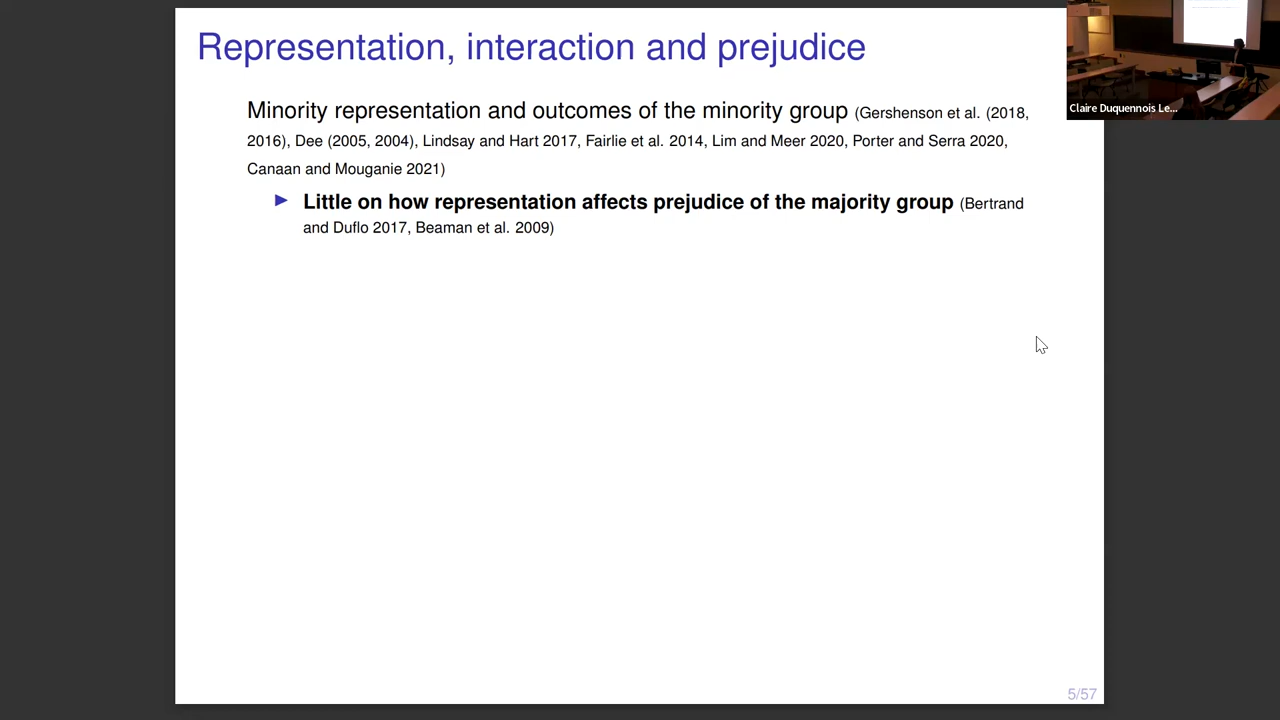 Representation, interaction and prejudice
Minority representation and outcomes of the minority group (Gershenson et al. (2018,
2016), Dee (2005, 2004), Lindsay and Hart 2017, Fairlie et al. 2014, Lim and Meer 2020, Porter and Serra 2020,
Canaan and Mouganie 2021)
► Little on how representation affects prejudice of the majority group (Bertrand
and Duflo 2017, Beaman et al. 2009)
5/57
Claire Duquennois Le...